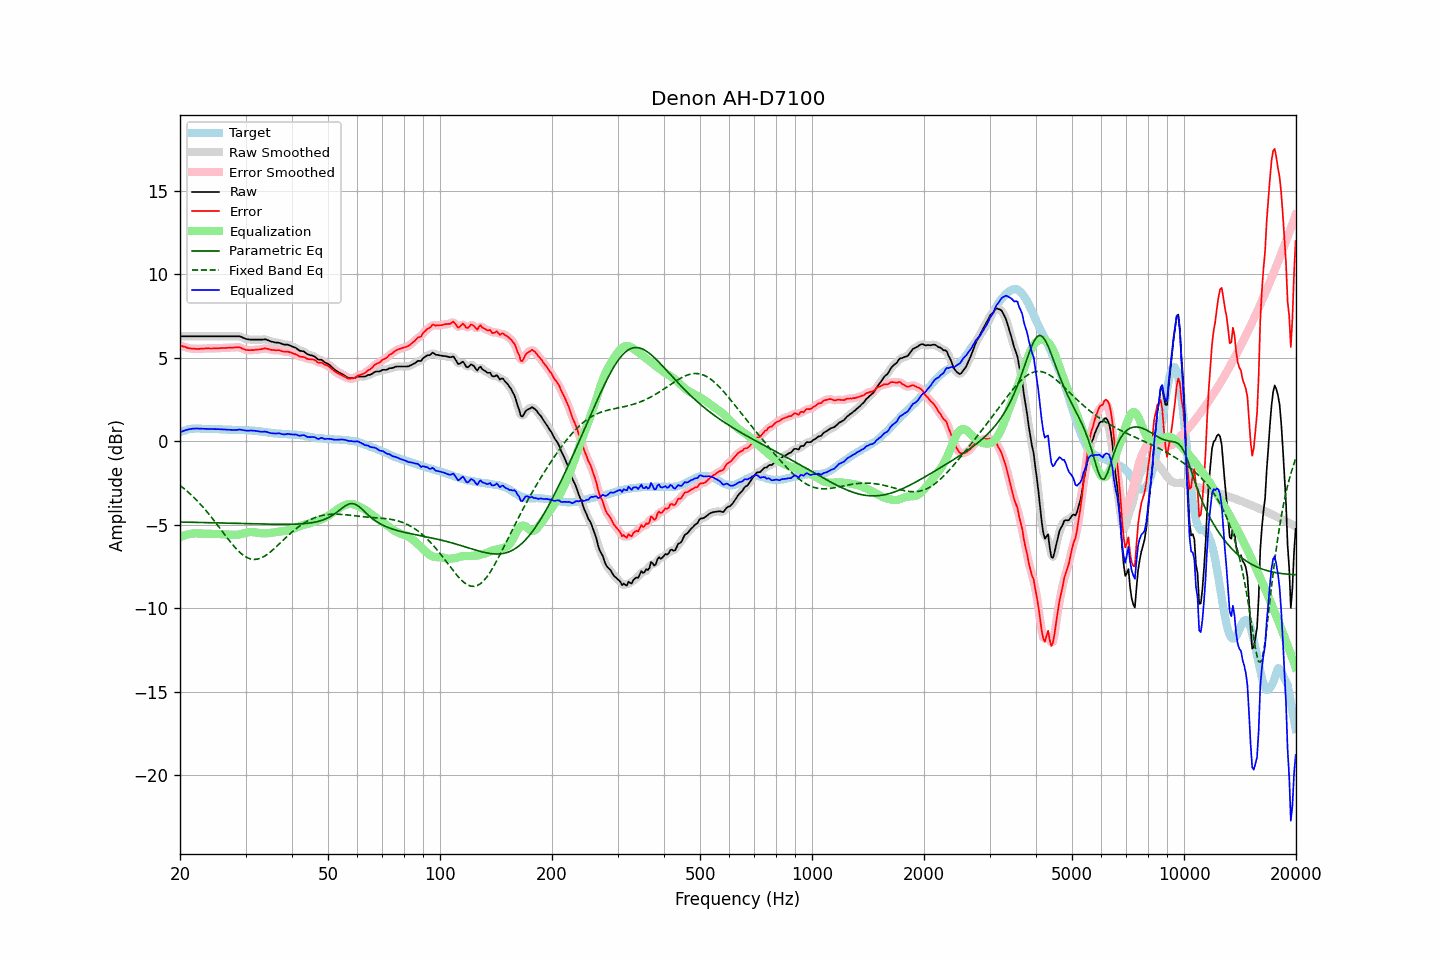 Denon AH-D7100
Target
Raw Smoothed
Error Smoothed
Raw
Error
Equalization
Parametric Eq
Fixed Band Eq
Equalized
15
10
5
0
−5
−10
−15
−20
Amplitude (dBr)
20
50
100
200
500
1000
2000
5000
10000
20000
Frequency (Hz)